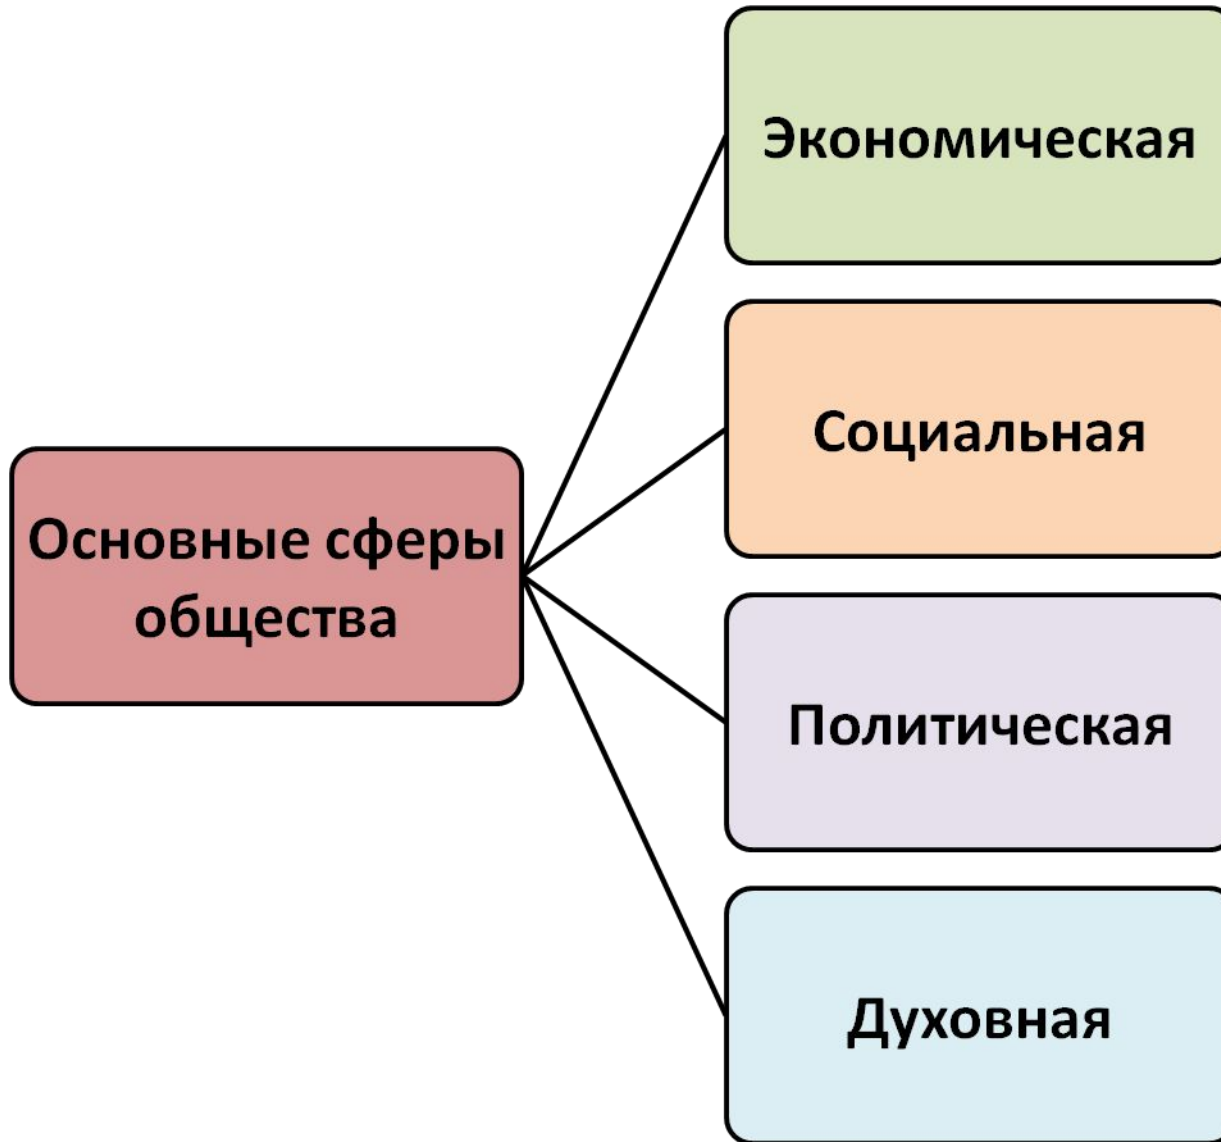 Экономическая
Социальная
Основные сферы
общества
Политическая
Духовная